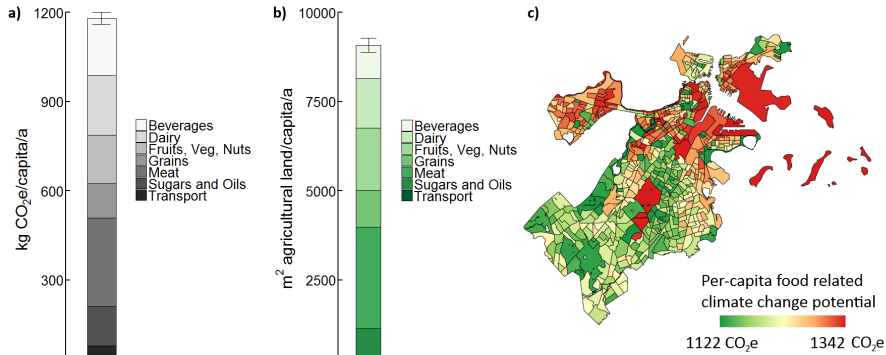 a)
1200
900
600
300
kg CO2e/capita/a
Beverages
Dairy
Fruits, Veg, Nuts
Grains
Meat
Sugars and Oils
Transport
b)
10000
7500
5000
2500
m2 agricultural land/capita/a
Beverages
Dairy
Fruits, Veg, Nuts
Grains
Meat
Sugars and Oils
Transport
c)
Per-capita food related
climate change potential
1122 CO2e 1342 CO2e